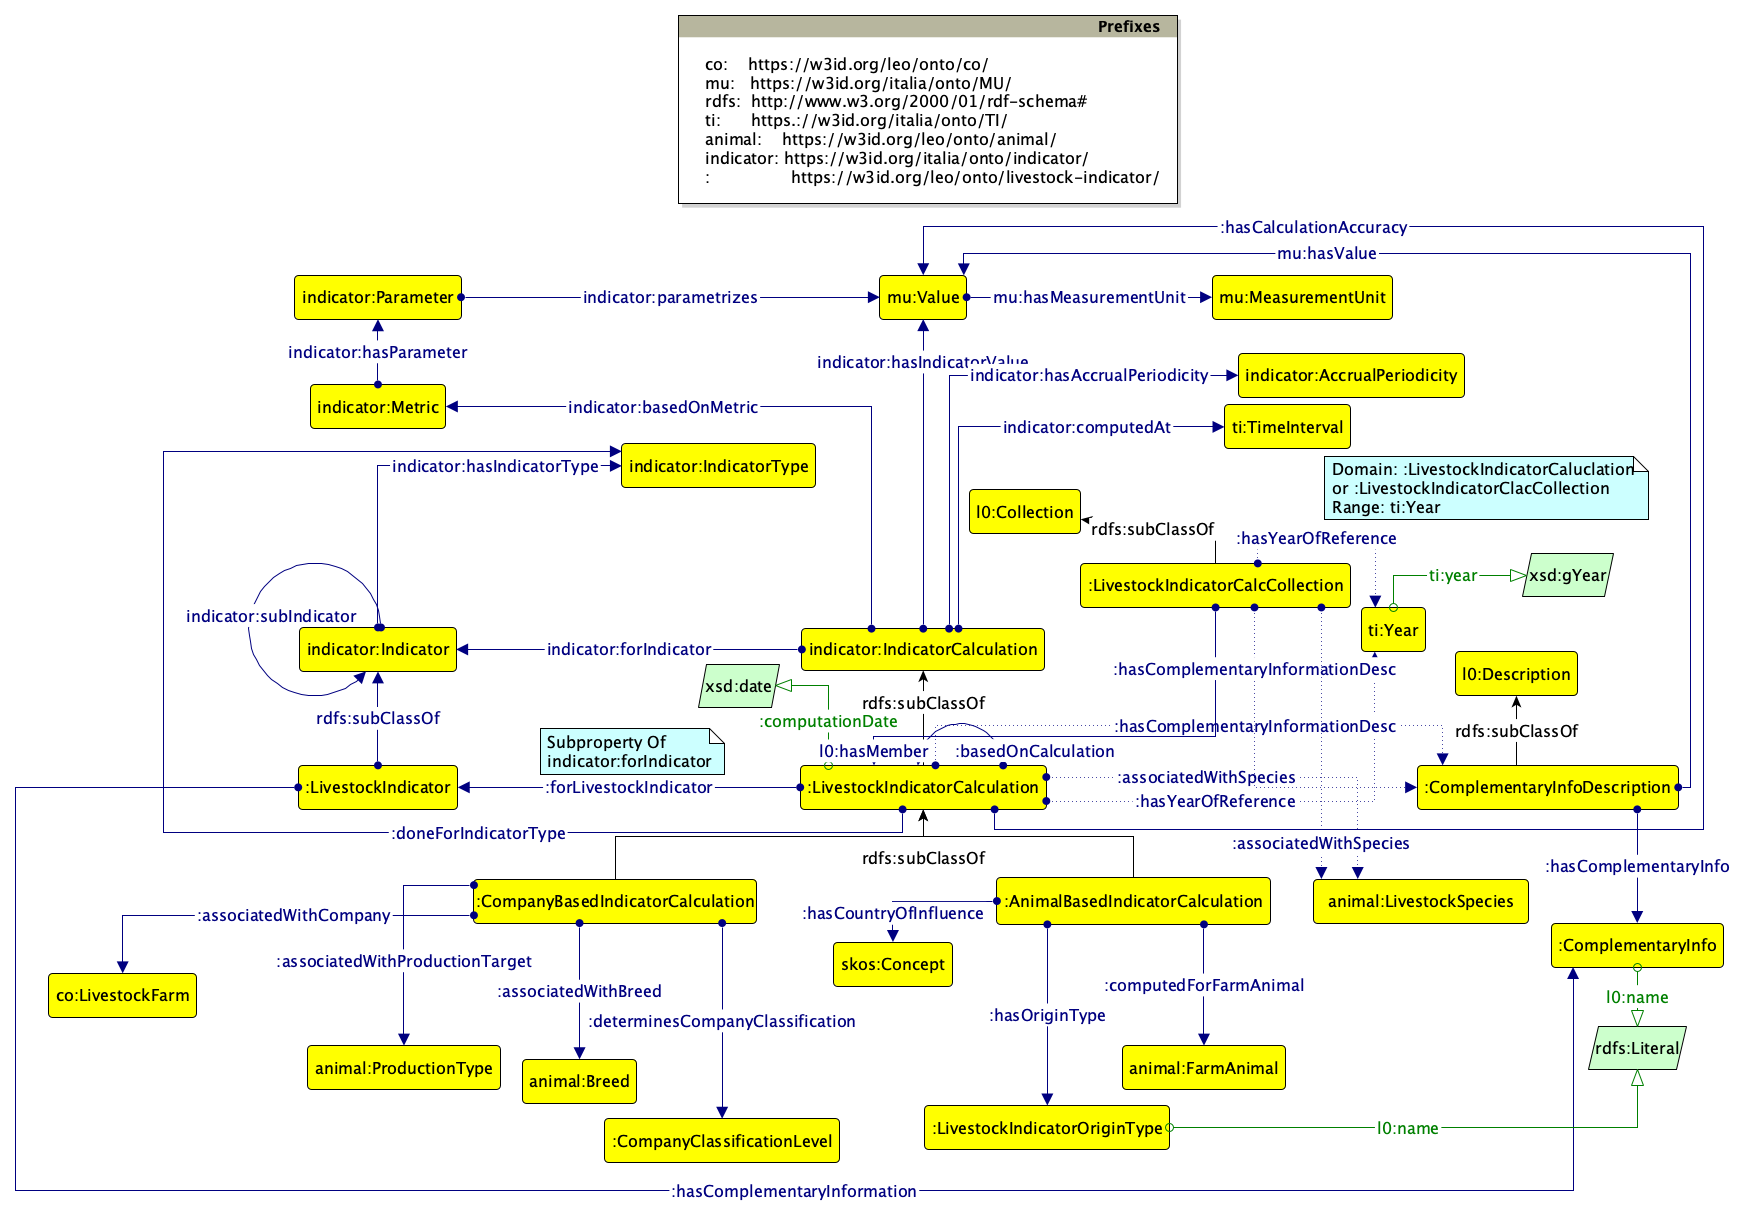 Prefixes
co: https://w3id.org/leo/onto/co/
mu: https://w3id.org/italia/onto/MU/
rdfs: http://www.w3.org/2000/01/rdf-schema#
ti: https.://w3id.org/italia/onto/TI/
animal: https://w3id.org/leo/onto/animal/
indicator: https://w3id.org/italia/onto/indicator/
: https://w3id.org/leo/onto/livestock-indicator/
:hasCalculationAccuracy
mu:hasValue
indicator:Parameter
indicator:parametrizes
mu:Value
mu:hasMeasurementUnit
mu:MeasurementUnit
indicator:hasParameter
indicator:hasIndicatorValue
indicator:hasAccrualPeriodicity
indicator:AccrualPeriodicity
indicator:Metric
indicator:basedOnMetric
indicator:computedAt
ti:TimeInterval
indicator:hasIndicatorType
indicator:IndicatorType
Domain: :LivestockIndicatorCaluclation
or :LivestockIndicatorClacCollection
Range: ti:Year
l0:Collection
rdfs:subClassOf
:hasYearOfReference
:LivestockIndicatorCalcCollection
ti:year
xsd:gYear
indicator:subIndicator
ti:Year
indicator:Indicator
indicator:forIndicator
indicator:IndicatorCalculation
:hasComplementaryInformationDesc
l0:Description
xsd:date
rdfs:subClassOf
rdfs:subClassOf
:computationDate
:hasComplementaryInformationDesc
rdfs:subClassOf
Subproperty Of
indicator:forIndicator
l0:hasMember
:basedOnCalculation
:LivestockIndicator
:forLivestockIndicator
:LivestockIndicatorCalculation
:associatedWithSpecies
:hasYearOfReference
:ComplementaryInfoDescription
:doneForIndicatorType
rdfs:subClassOf
:associatedWithSpecies
:hasComplementaryInfo
:CompanyBasedIndicatorCalculation
:AnimalBasedIndicatorCalculation
animal:LivestockSpecies
:associatedWithCompany
:hasCountryOfInfluence
:ComplementaryInfo
:associatedWithProductionTarget
skos:Concept
co:LivestockFarm
:associatedWithBreed
:computedForFarmAnimal
l0:name
:determinesCompanyClassification
:hasOriginType
rdfs:Literal
animal:ProductionType
animal:Breed
animal:FarmAnimal
:CompanyClassificationLevel
:LivestockIndicatorOriginType
l0:name
:hasComplementaryInformation